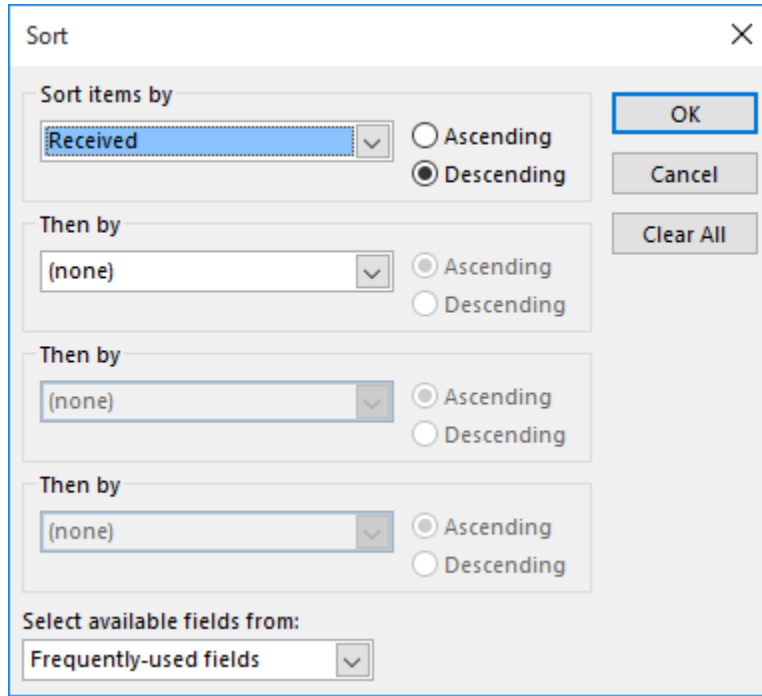 Sort
Sort items by
Received
Ascending
Descending
OK
Cancel
Clear All
Then by
(none)
Ascending
Descending
Then by
(none)
Ascending
Descending
Then by
(none)
Ascending
Descending
Select available fields from:
Frequently-used fields